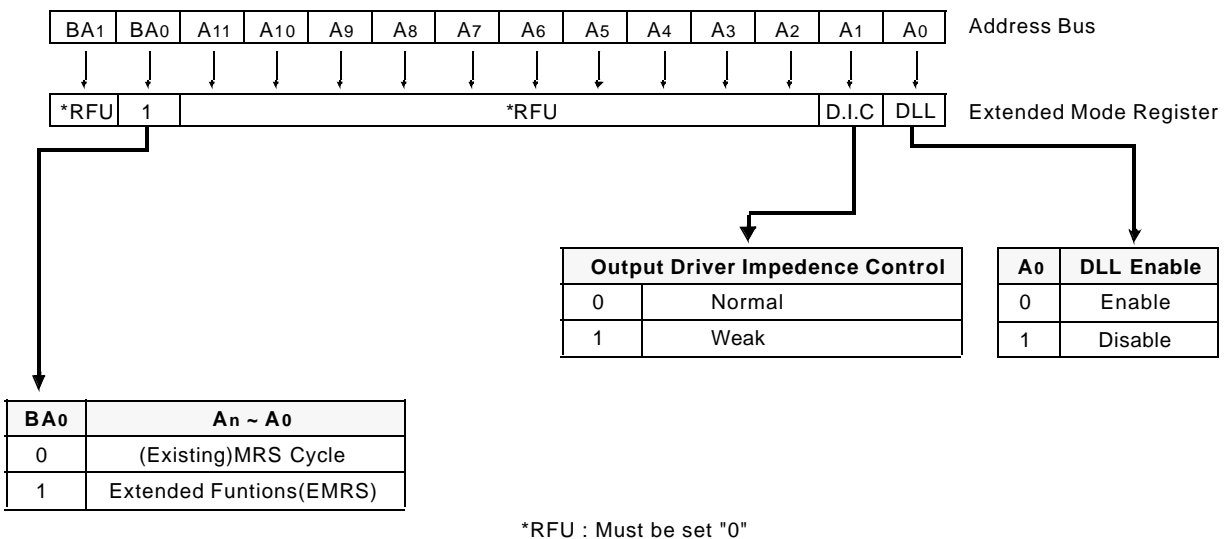 BA1 BA0 A11 A10 A9 A8 A7 A6 A5 A4 A3 A2 A1 A0 Address Bus
*RFU 1 *RFU D.I.C DLL Extended Mode Register
Output Driver Impedence Control
0 Normal
1 Weak
A0 DLL Enable
0 Enable
1 Disable
BA0 An ~ A0
0 (Existing)MRS Cycle
1 Extended Funtions(EMRS)
*RFU : Must be set "0"